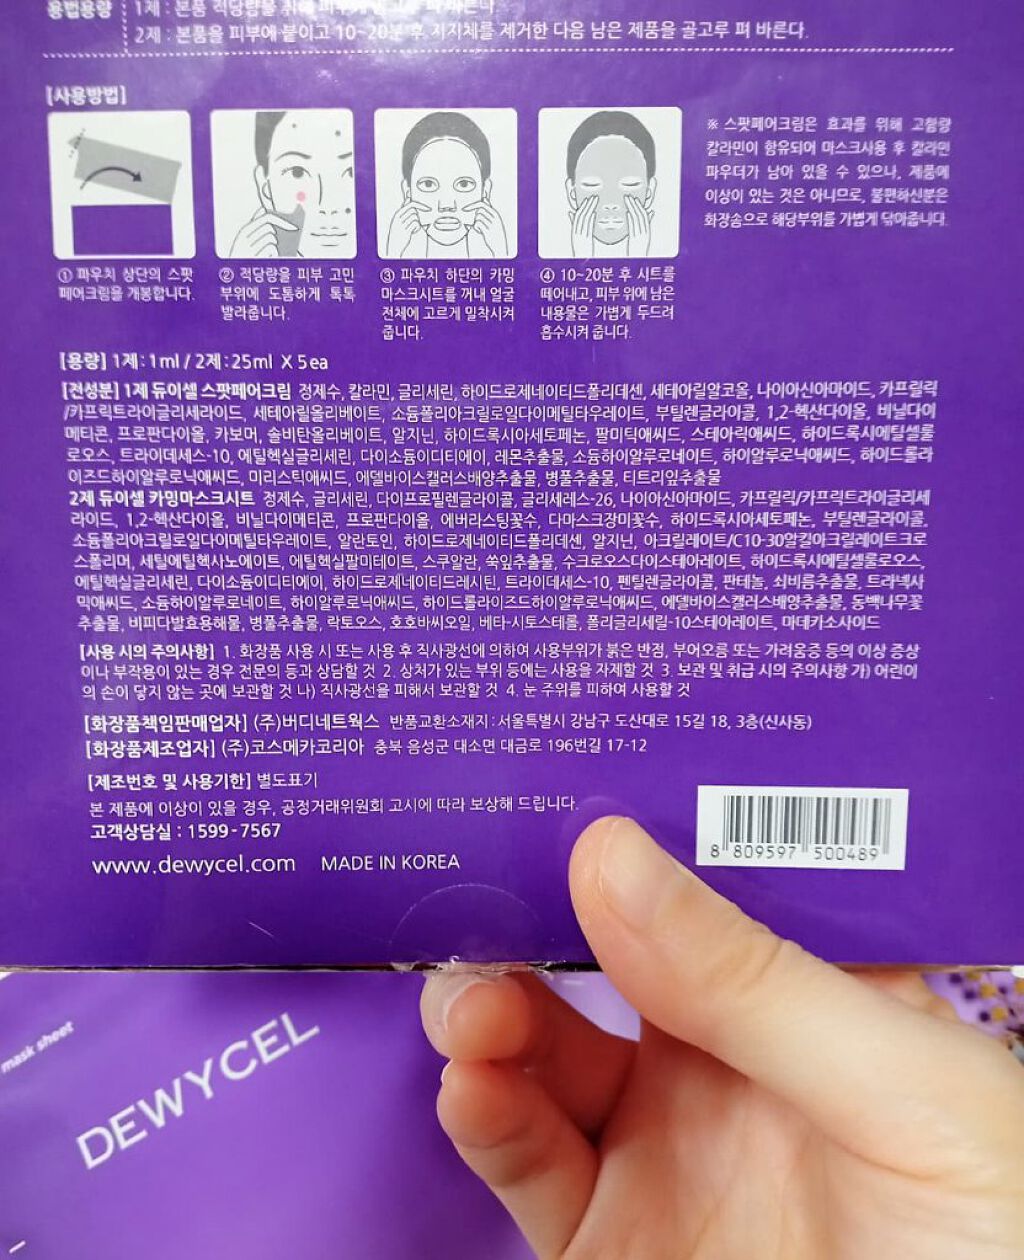 용법용량
1제 : 본품 적당량을 취해 피부에 골고루 펴 바른다
2제 : 본품을 피부에 붙이고 10~20분 후 지지체를 제거한 다음 남은 제품을 골고루 펴 바른다.
[사용방법]
① 파우치 상단의 스팟
페어크림을 개봉합니다.
② 적당량을 피부 고민
부위에 도톰하게 톡톡
발라줍니다.
③ 파우치 하단의 카밍
마스크시트를 꺼내 얼굴
전체에 고르게 밀착시켜
줍니다.
④ 10~20분 후 시트를
떼어내고, 피부 위에 남은
내용물은 가볍게 두드려
흡수시켜 줍니다.
※ 스팟페어크림은 효과를 위해 고함량
칼라민이 함유되어 마스크사용 후 칼라민
파우더가 남아 있을 수 있으나, 제품에
이상이 있는 것은 아니므로, 불편하신분은
화장솜으로 해당부위를 가볍게 닦아줍니다.
[용량] 1제 : 1ml / 2제 : 25ml X 5ea
[전성분] 1제 듀이셀 스팟페어크림 정제수, 칼라민, 글리세린, 하이드로제네이티드폴리데센, 세테아릴알코올, 나이아신아마이드, 카프릴릭
/카프릭트라이글리세라이드, 세테아릴올리베이트, 소듐폴리아크릴로일다이메틸타우레이트, 부틸렌글라이콜, 1,2-헥산다이올, 비닐다이
메티콘, 프로판다이올, 카보머, 솔비탄올리베이트, 알지닌, 하이드록시아세토페논, 팔미틱애씨드, 스테아릭애씨드, 하이드록시에틸셀룰
로오스, 트라이데세스-10, 에틸헥실글리세린, 다이소듐이디티에이, 레몬추출물, 소듐하이알루로네이트, 하이알루로닉애씨드, 하이드롤라
이즈드하이알루로닉애씨드, 미리스틱애씨드, 에델바이스캘러스배양추출물, 병풀추출물, 티트리잎추출물
2제 듀이셀 카밍마스크시트 정제수, 글리세린, 다이프로필렌글라이콜, 글리세레스-26, 나이아신아마이드, 카프릴릭/카프릭트라이글리세
라이드, 1,2-헥산다이올, 비닐다이메티콘, 프로판다이올, 에버라스팅꽃수, 다마스크장미꽃수, 하이드록시아세토페논, 부틸렌글라이콜,
소듐폴리아크릴로일다이메틸타우레이트, 알란토인, 하이드로제네이티드폴리데센, 알지닌, 아크릴레이트/C10-30알킬아크릴레이트크로
스폴리머, 세틸에틸헥사노에이트, 에틸헥실팔미테이트, 스쿠알란, 쑥잎추출물, 수크로오스다이스테아레이트, 하이드록시에틸셀룰로오스,
에틸헥실글리세린, 다이소듐이디티에이, 하이드로제네이티드레시틴, 트라이데세스-10, 펜틸렌글라이콜, 판테놀, 쇠비름추출물, 트라넥사
믹애씨드, 소듐하이알루로네이트, 하이알루로닉애씨드, 하이드롤라이즈드하이알루로닉애씨드, 에델바이스캘러스배양추출물, 동백나무꽃
추출물, 비피다발효용해물, 병풀추출물, 락토오스, 호호바씨오일, 베타-시토스테롤, 폴리글리세릴-10스테아레이트, 마데카소사이드
[사용 시의 주의사항] 1. 화장품 사용 시 또는 사용 후 직사광선에 의하여 사용부위가 붉은 반점, 부어오름 또는 가려움증 등의 이상 증상
이나 부작용이 있는 경우 전문의 등과 상담할 것 2. 상처가 있는 부위 등에는 사용을 자제할 것 3. 보관 및 취급 시의 주의사항 가) 어린이
의 손이 닿지 않는 곳에 보관할 것 나) 직사광선을 피해서 보관할 것 4. 눈 주위를 피하여 사용할 것
[화장품책임판매업자] (주)버디네트웍스 반품교환소재지 : 서울특별시 강남구 도산대로 15길 18, 3층(신사동)
[화장품제조업자] (주)코스메카코리아 충북 음성군 대소면 대금로 196번길 17-12
[제조번호 및 사용기한] 별도표기
본 제품에 이상이 있을 경우, 공정거래위원회 고시에 따라 보상해 드립니다.
고객상담실 : 1599-7567
www.dewycel.com MADE IN KOREA
8 809597 500489
mask sheet
DEWYCEL